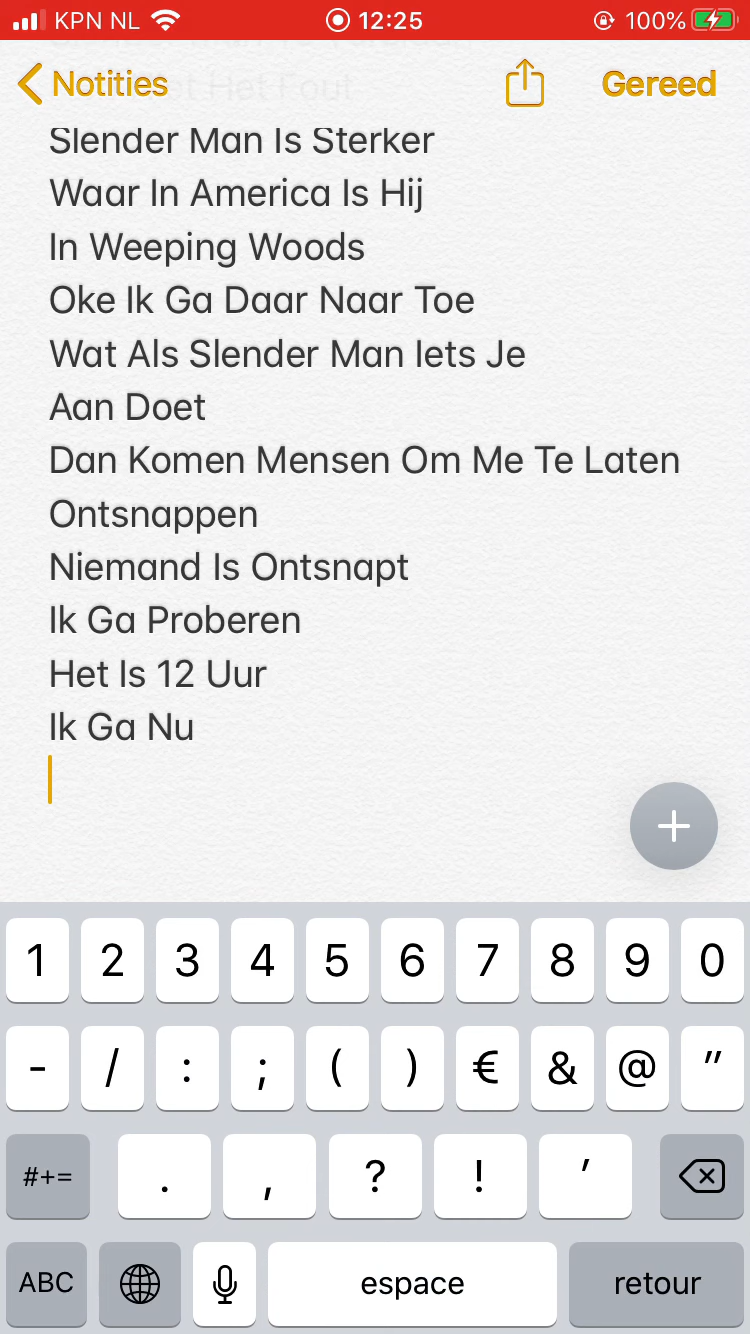 KPN NL 12:25 100%
Notities Gereed
Slender Man Is Sterker
Waar In America Is Hij
In Weeping Woods
Oke Ik Ga Daar Naar Toe
Wat Als Slender Man Iets Je
Aan Doet
Dan Komen Mensen Om Me Te Laten
Ontsnappen
Niemand Is Ontsnapt
Ik Ga Proberen
Het Is 12 Uur
Ik Ga Nu
1 2 3 4 5 6 7 8 9 0
- / : ; ( ) € & @ "
#+= . , ? ! '
ABC espace retour